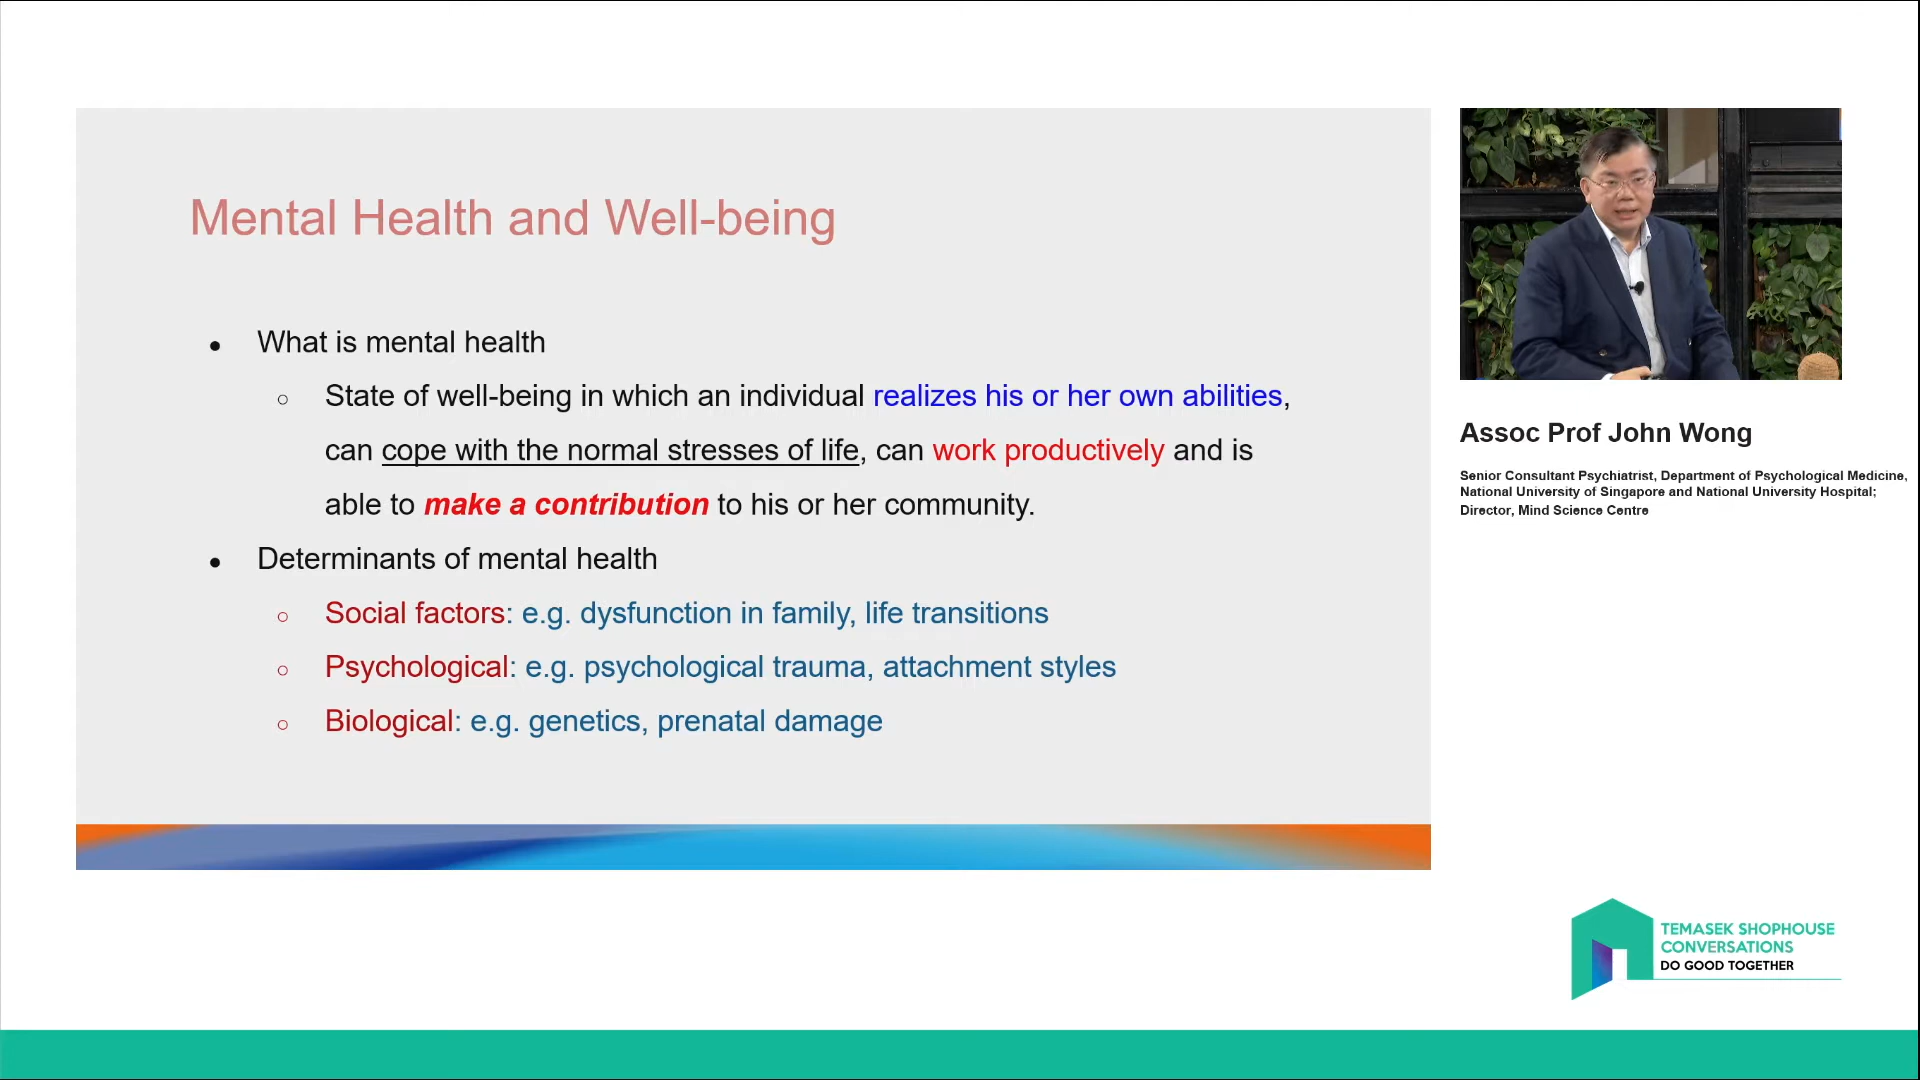 Mental Health and Well-being
● What is mental health
○ State of well-being in which an individual realizes his or her own abilities,
can cope with the normal stresses of life, can work productively and is
able to make a contribution to his or her community.
● Determinants of mental health
○ Social factors: e.g. dysfunction in family, life transitions
○ Psychological: e.g. psychological trauma, attachment styles
○ Biological: e.g. genetics, prenatal damage
Assoc Prof John Wong
Senior Consultant Psychiatrist, Department of Psychological Medicine,
National University of Singapore and National University Hospital;
Director, Mind Science Centre
TEMASEK SHOPHOUSE
CONVERSATIONS
DO GOOD TOGETHER